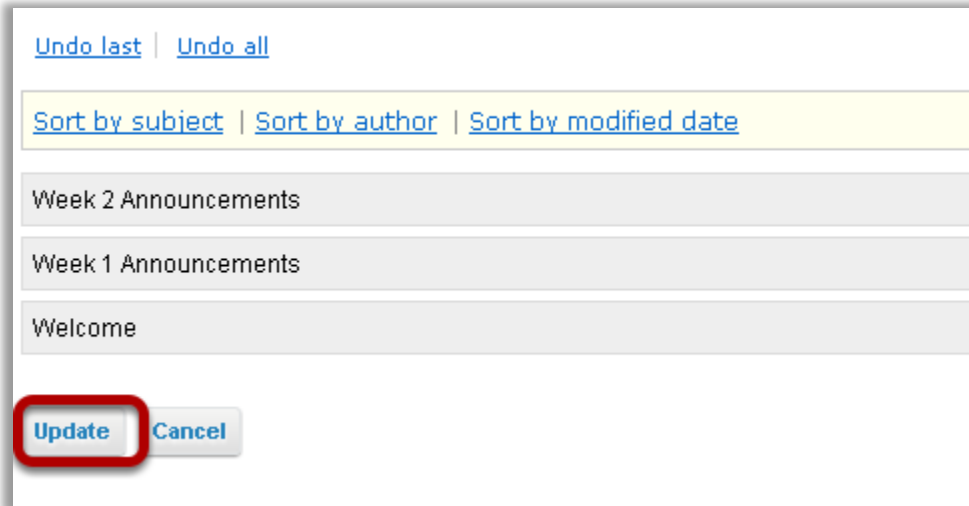 Undo last | Undo all
Sort by subject | Sort by author | Sort by modified date
Week 2 Announcements
Week 1 Announcements
Welcome
Update Cancel